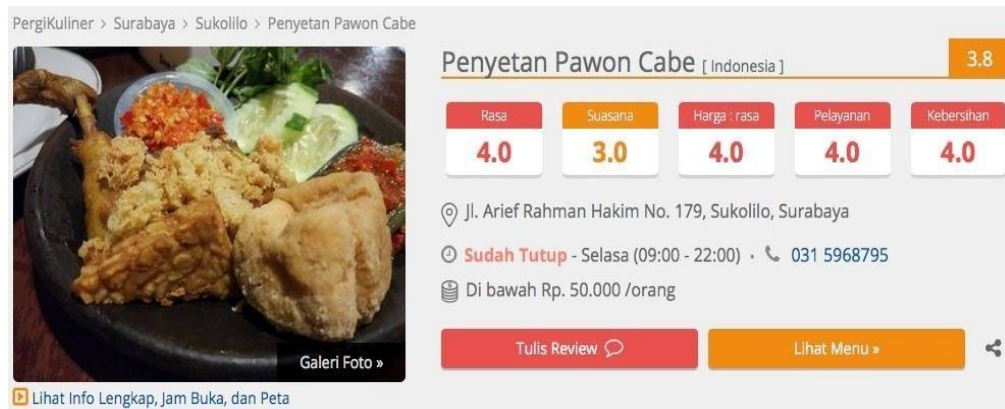 PergiKuliner > Surabaya > Sukolilo > Penyetan Pawon Cabe
Penyetan Pawon Cabe [ Indonesia ]
3.8
Rasa Suasana Harga : rasa Pelayanan Kebersihan
4.0 3.0 4.0 4.0 4.0
Jl. Arief Rahman Hakim No. 179, Sukolilo, Surabaya
Sudah Tutup - Selasa (09:00 - 22:00) · 031 5968795
Di bawah Rp. 50.000 /orang
Galeri Foto »
Tulis Review
Lihat Menu »
Lihat Info Lengkap, Jam Buka, dan Peta